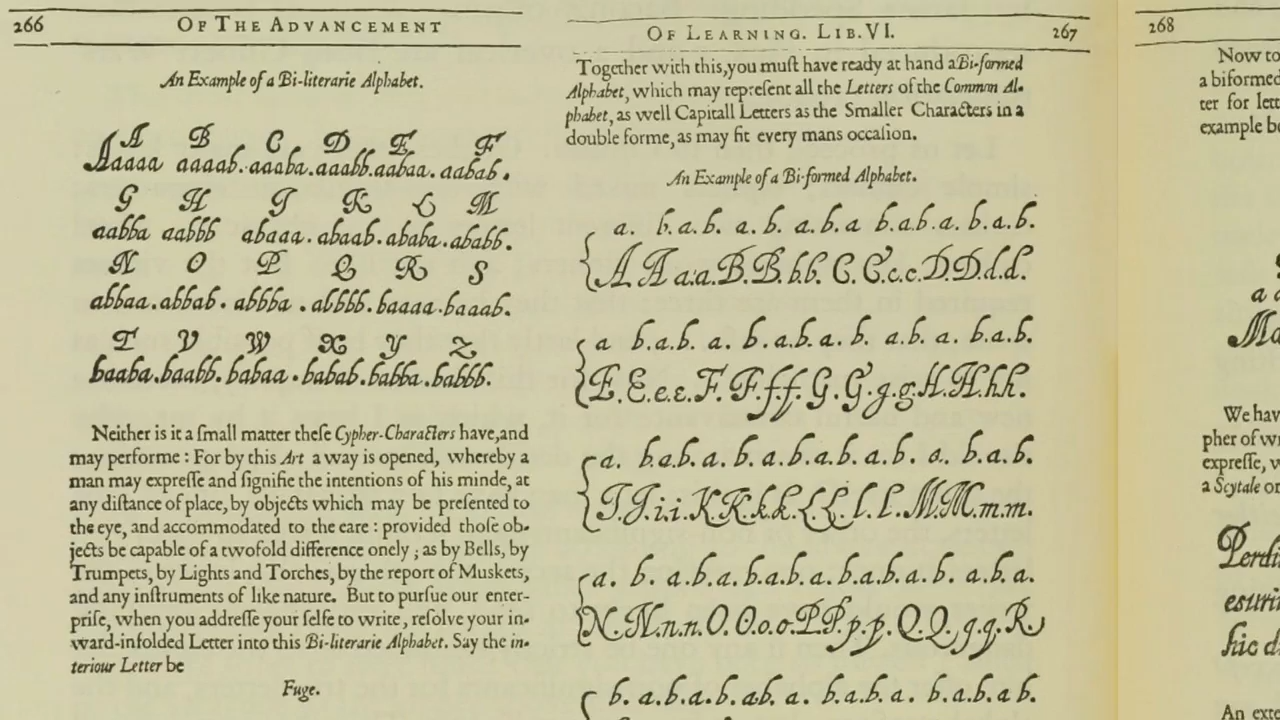 266 OF THE ADVANCEMENT
An Example of a Bi-literarie Alphabet.
A B C D E F
Aaaaa aaaab. aaaba. aaabb. aabaa. aabab.
G H I K L M
aabba aabbb abaaa. abaab. ababa. ababb.
N O P Q R S
abbaa. abbab. abbba. abbbb. baaaa. baaab.
T V W X Y Z
baaba. baabb. babaa. babab. babba. babbb.
Neither is it a ſmall matter theſe Cypher-Characters have, and
may performe : For by this Art a way is opened, whereby a
man may expreſſe and ſignifie the intentions of his minde, at
any diſtance of place, by objects which may be preſented to
the eye, and accommodated to the eare : provided thoſe ob-
jects be capable of a twofold difference onely ; as by Bells, by
Trumpets, by Lights and Torches, by the report of Muskets,
and any inſtruments of like nature. But to purſue our enter-
priſe, when you addreſſe your ſelfe to write, reſolve your in-
ward-infolded Letter into this Bi-literarie Alphabet. Say the in-
teriour Letter be
Fuge.
OF LEARNING. LIB. VI. 267
Together with this, you muſt have ready at hand a Bi-formed
Alphabet, which may repreſent all the Letters of the Common Al-
phabet, as well Capitall Letters as the Smaller Characters in a
double forme, as may fit every mans occaſion.
An Example of a Bi-formed Alphabet.
a. b.a.b. a. b.a.b.a b.a.b.a. b.a.b.
A A a.a. B.B. b.b. C.C. c.c. D.D. d.d.
a b.a.b. a. b.a.b.a. b. a.b.a. b.a.b.
E.E. e.e. F.F. f.f. G.G. g.g. H.H. h.h.
a. b.a.b. a. b.a.b.a.b.a.b. a. b.a.b.
I.I. i.i. K.K. k.k. L.L. l.l. M.M. m.m.
a. b. a.b.a.b.a.b.a.b.a.b.a.b. a.b.a.
N.N. n.n. O.O. o.o. P.P. p.p. Q.Q. q.q. R.
b. a.b.a.b.ab. a. b.a.b.a. b.a.b.ab.
268
Now to
a biformed
ter for lett
example be
a a
We hav
pher of wr
expreſſe, w
a Scytale or
Perdi
esuri
hic d
An exte